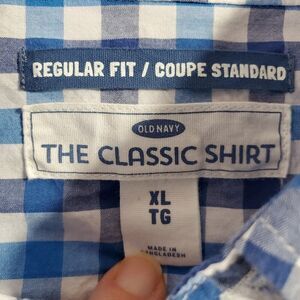 REGULAR FIT / COUPE STANDARD
OLD NAVY
THE CLASSIC SHIRT
XL
TG
MADE IN
BANGLADESH